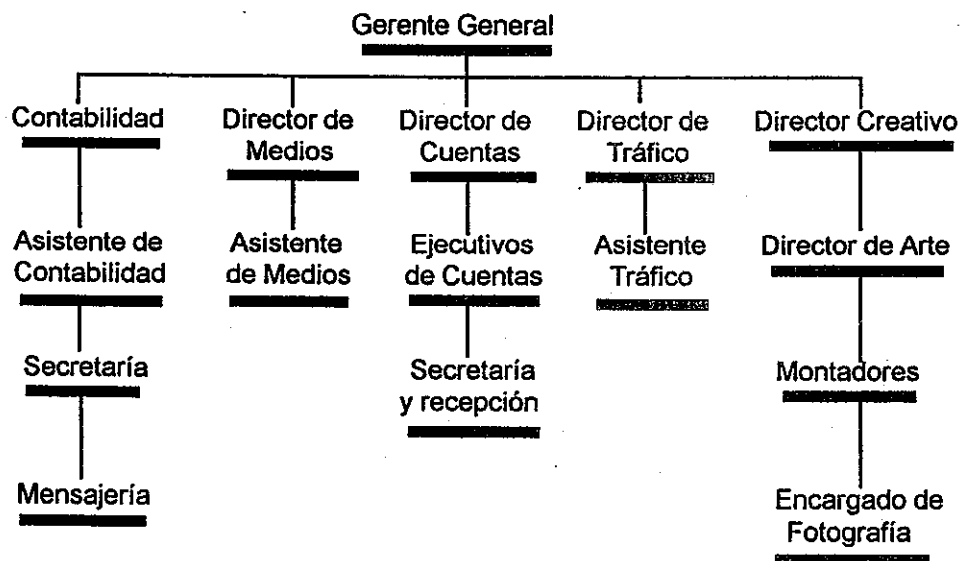 Gerente General
Contabilidad
Director de
Medios
Director de
Cuentas
Director de
Tráfico
Director Creativo
Asistente de
Contabilidad
Asistente
de Medios
Ejecutivos
de Cuentas
Asistente
Tráfico
Director de Arte
Secretaría
Secretaría
y recepción
Montadores
Mensajería
Encargado de
Fotografía